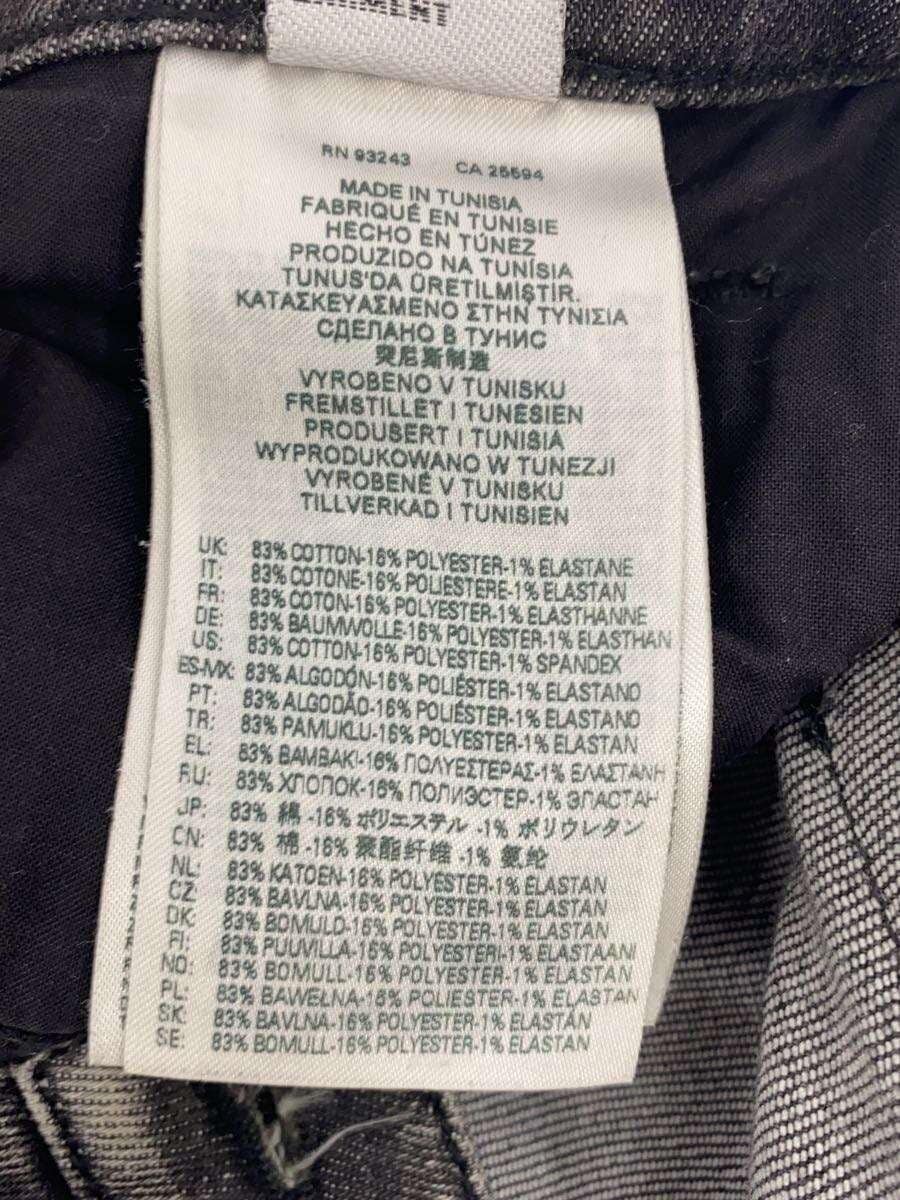 RN 93243 CA 25594
MADE IN TUNISIA
FABRIQUÉ EN TUNISIE
HECHO EN TÚNEZ
PRODUZIDO NA TUNÍSIA
TUNUS'DA ÜRETILMIŞTIR.
ΚΑΤΑΣΚΕΥΑΣΜΕΝΟ ΣΤΗΝ ΤΥΝΙΣΙΑ
СДЕЛАНО В ТУНИС
突尼斯制造
VYROBENO V TUNISKU
FREMSTILLET I TUNESIEN
PRODUSERT I TUNISIA
WYPRODUKOWANO W TUNEZJI
VYROBENÉ V TUNISKU
TILLVERKAD I TUNISIEN
UK: 83% COTTON-16% POLYESTER-1% ELASTANE
IT: 83% COTONE-16% POLIESTERE-1% ELASTAN
FR: 83% COTON-16% POLYESTER-1% ELASTHANNE
DE: 83% BAUMWOLLE-16% POLYESTER-1% ELASTHAN
US: 83% COTTON-16% POLYESTER-1% SPANDEX
ES-MX: 83% ALGODÓN-16% POLIÉSTER-1% ELASTANO
PT: 83% ALGODÃO-16% POLIÉSTER-1% ELASTANO
TR: 83% PAMUKLU-16% POLYESTER-1% ELASTAN
EL: 83% ΒΑΜΒΑΚΙ-16% ΠΟΛΥΕΣΤΕΡΑΣ-1% ΕΛΑΣΤΑΝΗ
RU: 83% ХЛОПОК-16% ПОЛИЭСТЕР-1% ЭЛАСТАН
JP: 83% 綿 -16% ポリエステル -1% ポリウレタン
CN: 83% 棉 -16% 聚酯纤维 -1% 氨纶
NL: 83% KATOEN-16% POLYESTER-1% ELASTAN
CZ: 83% BAVLNA-16% POLYESTER-1% ELASTAN
DK: 83% BOMULD-16% POLYESTER-1% ELASTAN
FI: 83% PUUVILLA-16% POLYESTERI-1% ELASTAANI
NO: 83% BOMULL-16% POLYESTER-1% ELASTAN
PL: 83% BAWEŁNA-16% POLIESTER-1% ELASTAN
SK: 83% BAVLNA-16% POLYESTER-1% ELASTAN
SE: 83% BOMULL-16% POLYESTER-1% ELASTAN